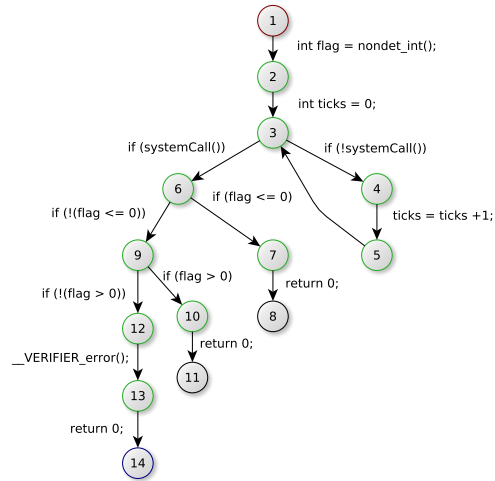 1
int flag = nondet_int();
2
int ticks = 0;
3
if (systemCall())
if (!systemCall())
6
4
if (!(flag <= 0))
if (flag <= 0)
ticks = ticks +1;
9
7
5
if (!(flag > 0))
if (flag > 0)
return 0;
12
10
8
__VERIFIER_error();
return 0;
11
13
return 0;
14